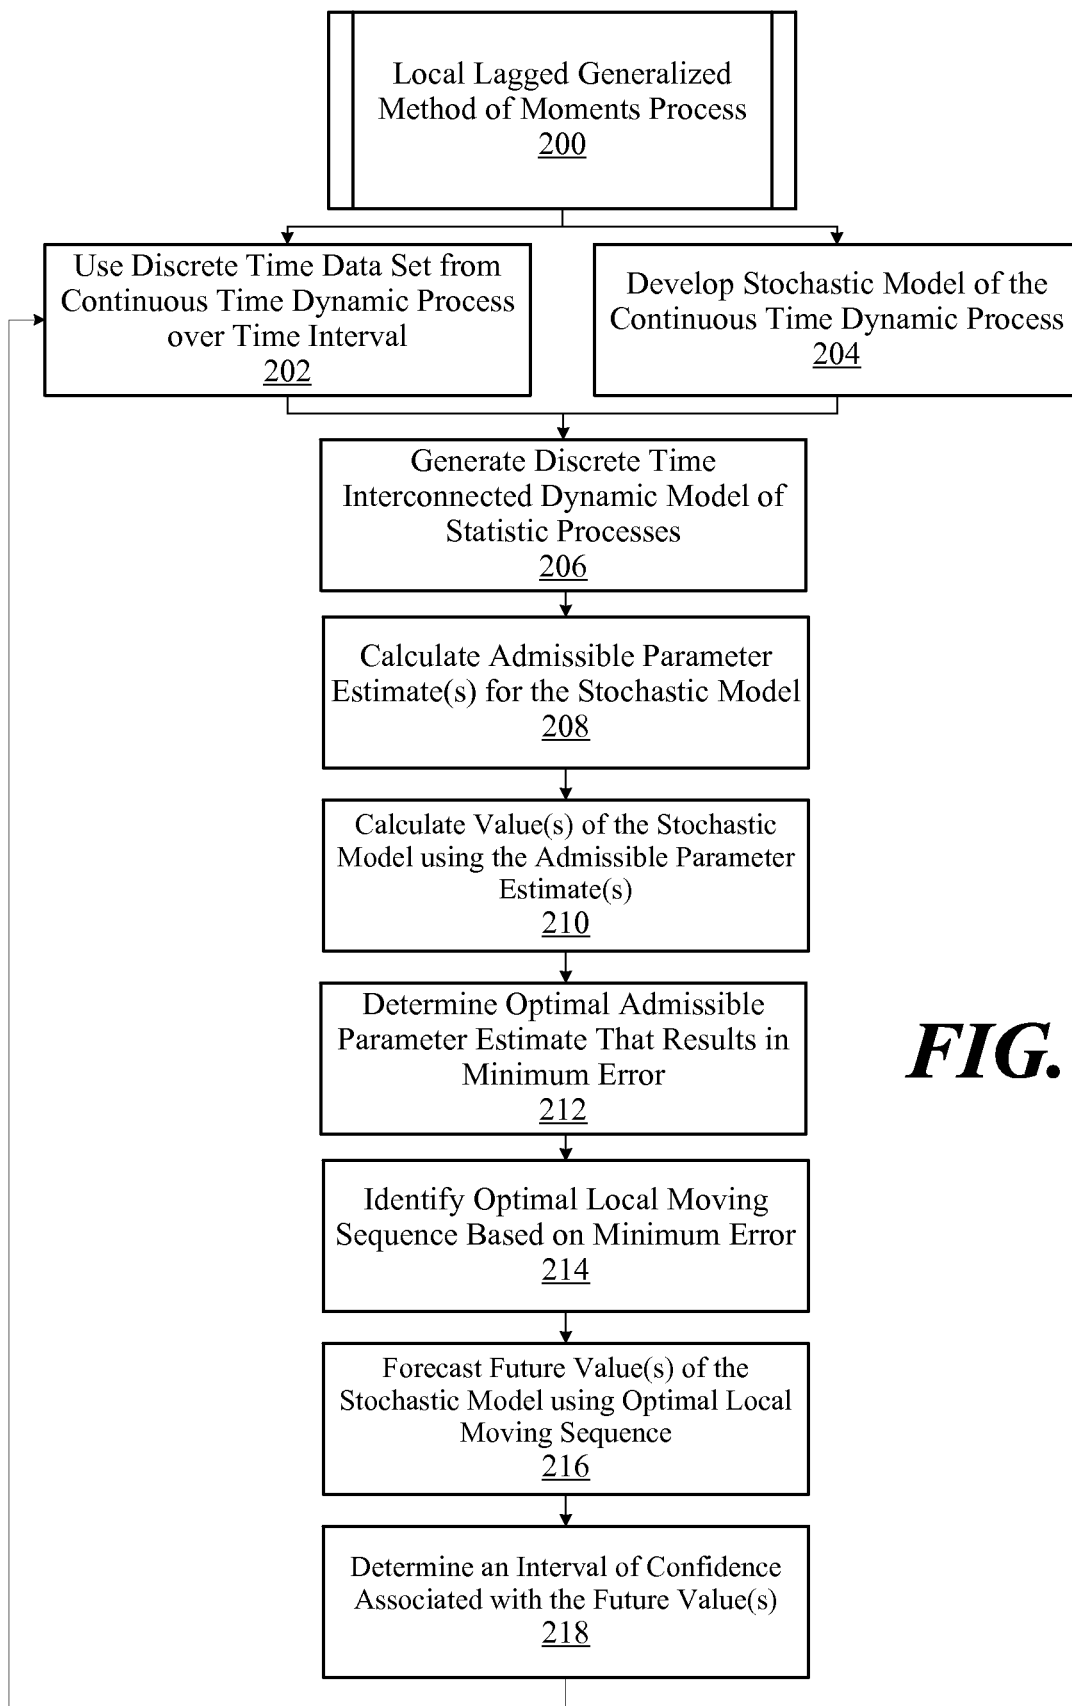 Local Lagged Generalized
Method of Moments Process
200
Use Discrete Time Data Set from
Continuous Time Dynamic Process
over Time Interval
202
Develop Stochastic Model of the
Continuous Time Dynamic Process
204
Generate Discrete Time
Interconnected Dynamic Model of
Statistic Processes
206
Calculate Admissible Parameter
Estimate(s) for the Stochastic Model
208
Calculate Value(s) of the Stochastic
Model using the Admissible Parameter
Estimate(s)
210
Determine Optimal Admissible
Parameter Estimate That Results in
Minimum Error
212
FIG.
Identify Optimal Local Moving
Sequence Based on Minimum Error
214
Forecast Future Value(s) of the
Stochastic Model using Optimal Local
Moving Sequence
216
Determine an Interval of Confidence
Associated with the Future Value(s)
218